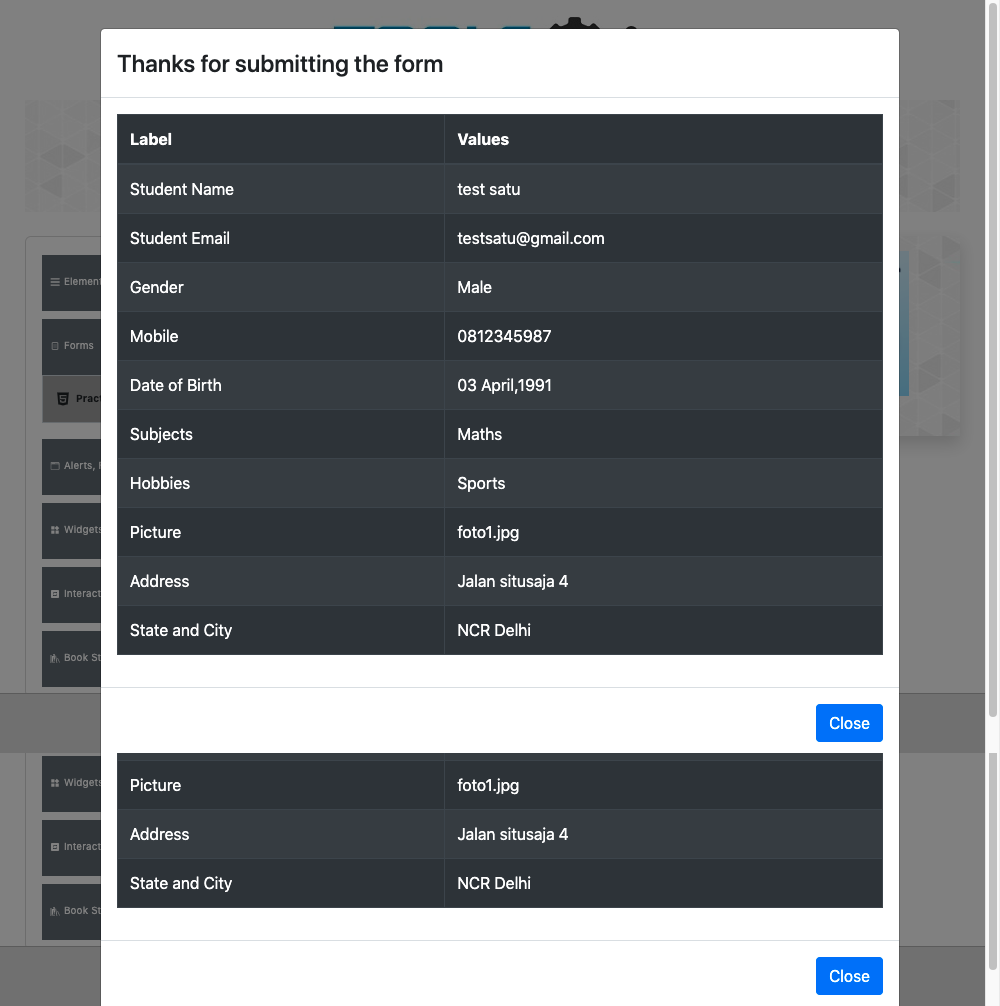 Thanks for submitting the form
Label Values
Student Name test satu
Student Email testsatu@gmail.com
Element
Gender Male
Mobile 0812345987
Forms
Date of Birth 03 April,1991
Pract
Subjects Maths
Alerts,
Hobbies Sports
Widgets
Picture foto1.jpg
Address Jalan situsaja 4
Interact
State and City NCR Delhi
Book St
Close
Widgets
Picture foto1.jpg
Address Jalan situsaja 4
Interact
State and City NCR Delhi
Book St
Close